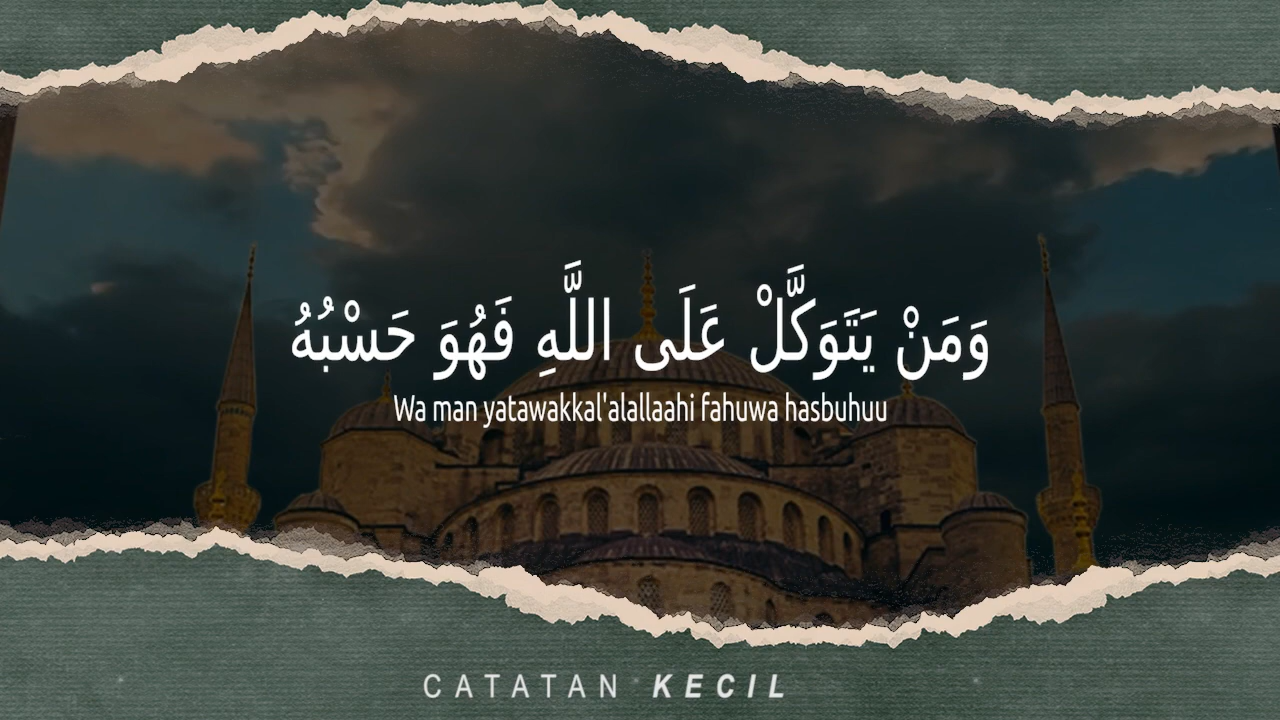 وَمَنْ يَتَوَكَّلْ عَلَى اللَّهِ فَهُوَ حَسْبُهُ
Wa man yatawakkal'alallaahi fahuwa hasbuhuu
CATATAN KECIL